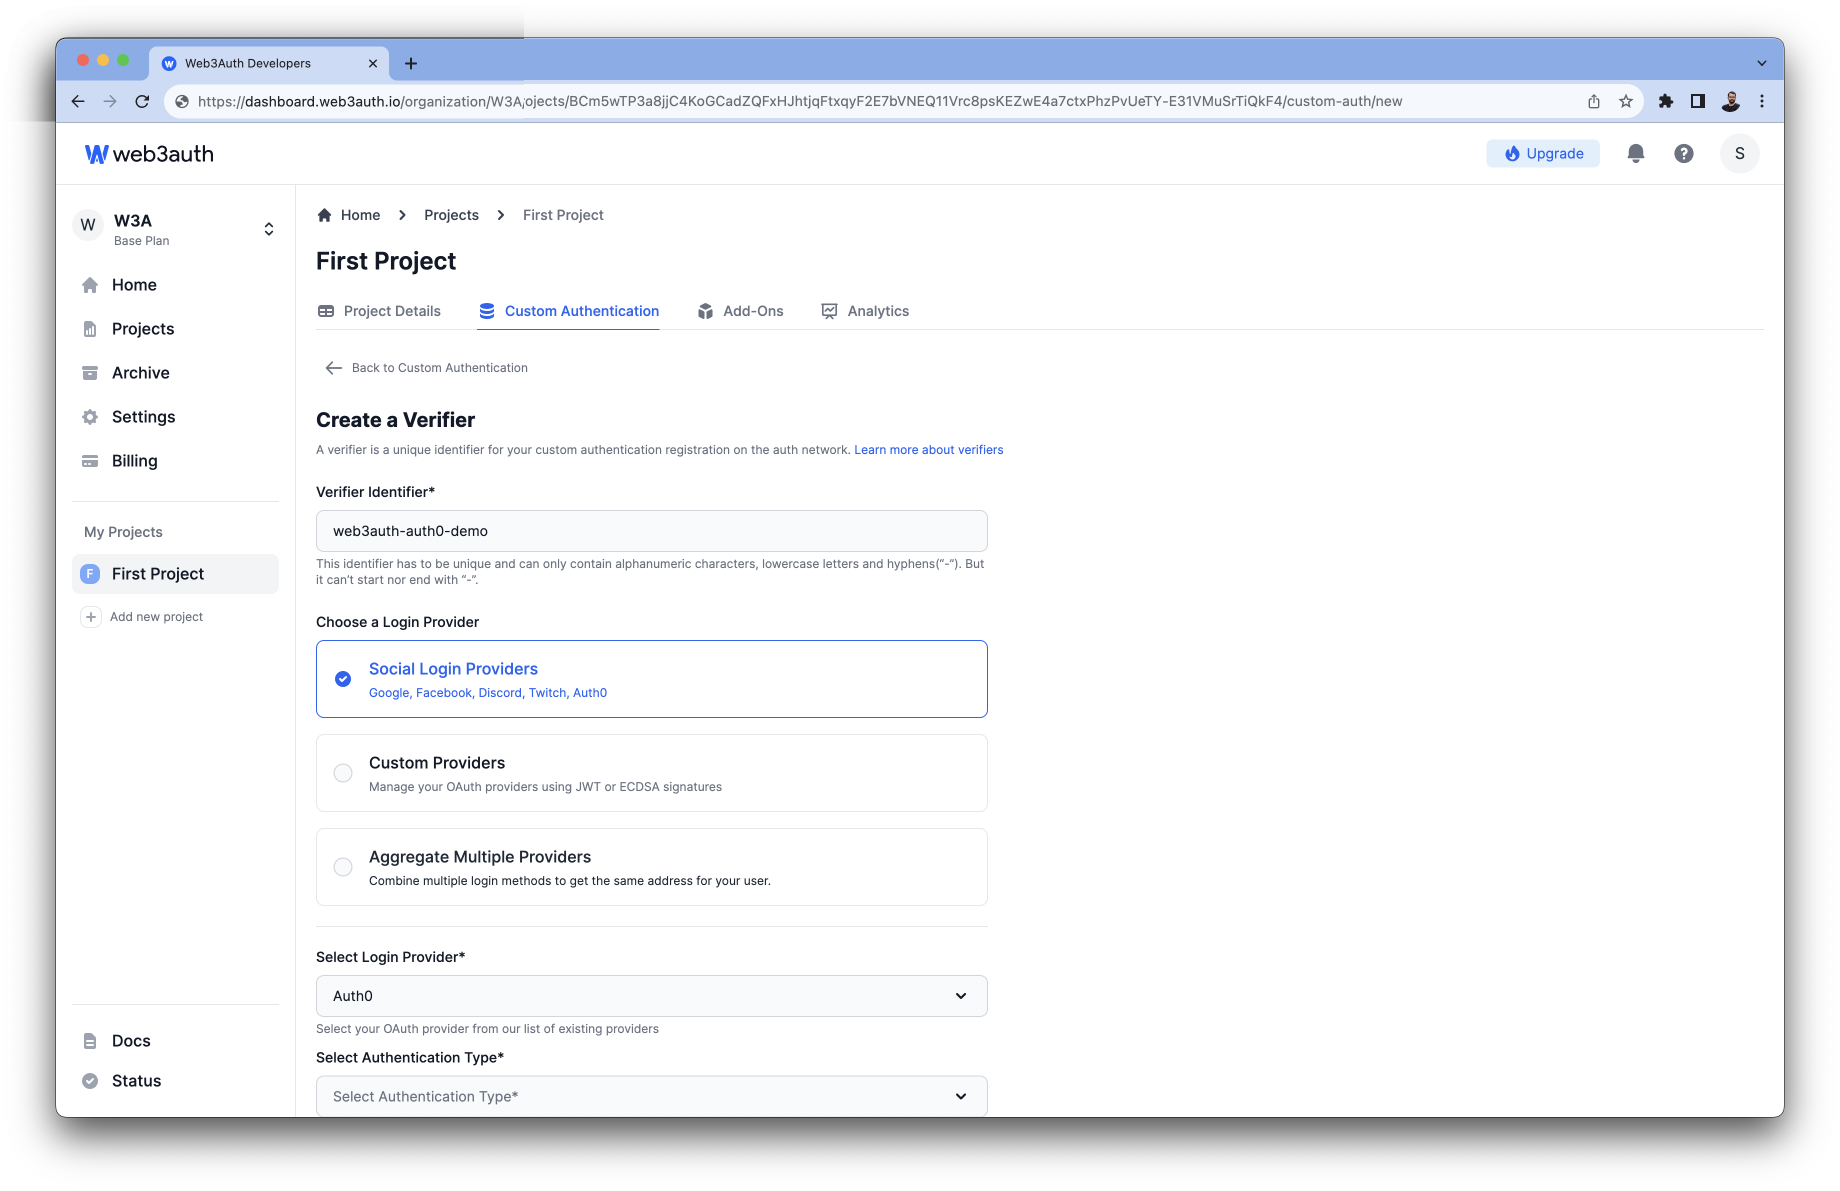 Web3Auth Developers
https://dashboard.web3auth.io/organization/W3A/ojects/BCm5wTP3a8jjC4KoGCadZQFxHJhtjqFtxqyF2E7bVNEQ11Vrc8psKEZwE4a7ctxPhzPvUeTY-E31VMuSrTiQkF4/custom-auth/new
web3auth
Upgrade
S
W
W3A
Base Plan
Home
Projects
Archive
Settings
Billing
My Projects
F
First Project
Add new project
Docs
Status
Home
Projects
First Project
First Project
Project Details
Custom Authentication
Add-Ons
Analytics
Back to Custom Authentication
Create a Verifier
A verifier is a unique identifier for your custom authentication registration on the auth network. Learn more about verifiers
Verifier Identifier*
web3auth-auth0-demo
This identifier has to be unique and can only contain alphanumeric characters, lowercase letters and hyphens(“-”). But
it can’t start nor end with “-”.
Choose a Login Provider
Social Login Providers
Google, Facebook, Discord, Twitch, Auth0
Custom Providers
Manage your OAuth providers using JWT or ECDSA signatures
Aggregate Multiple Providers
Combine multiple login methods to get the same address for your user.
Select Login Provider*
Auth0
Select your OAuth provider from our list of existing providers
Select Authentication Type*
Select Authentication Type*